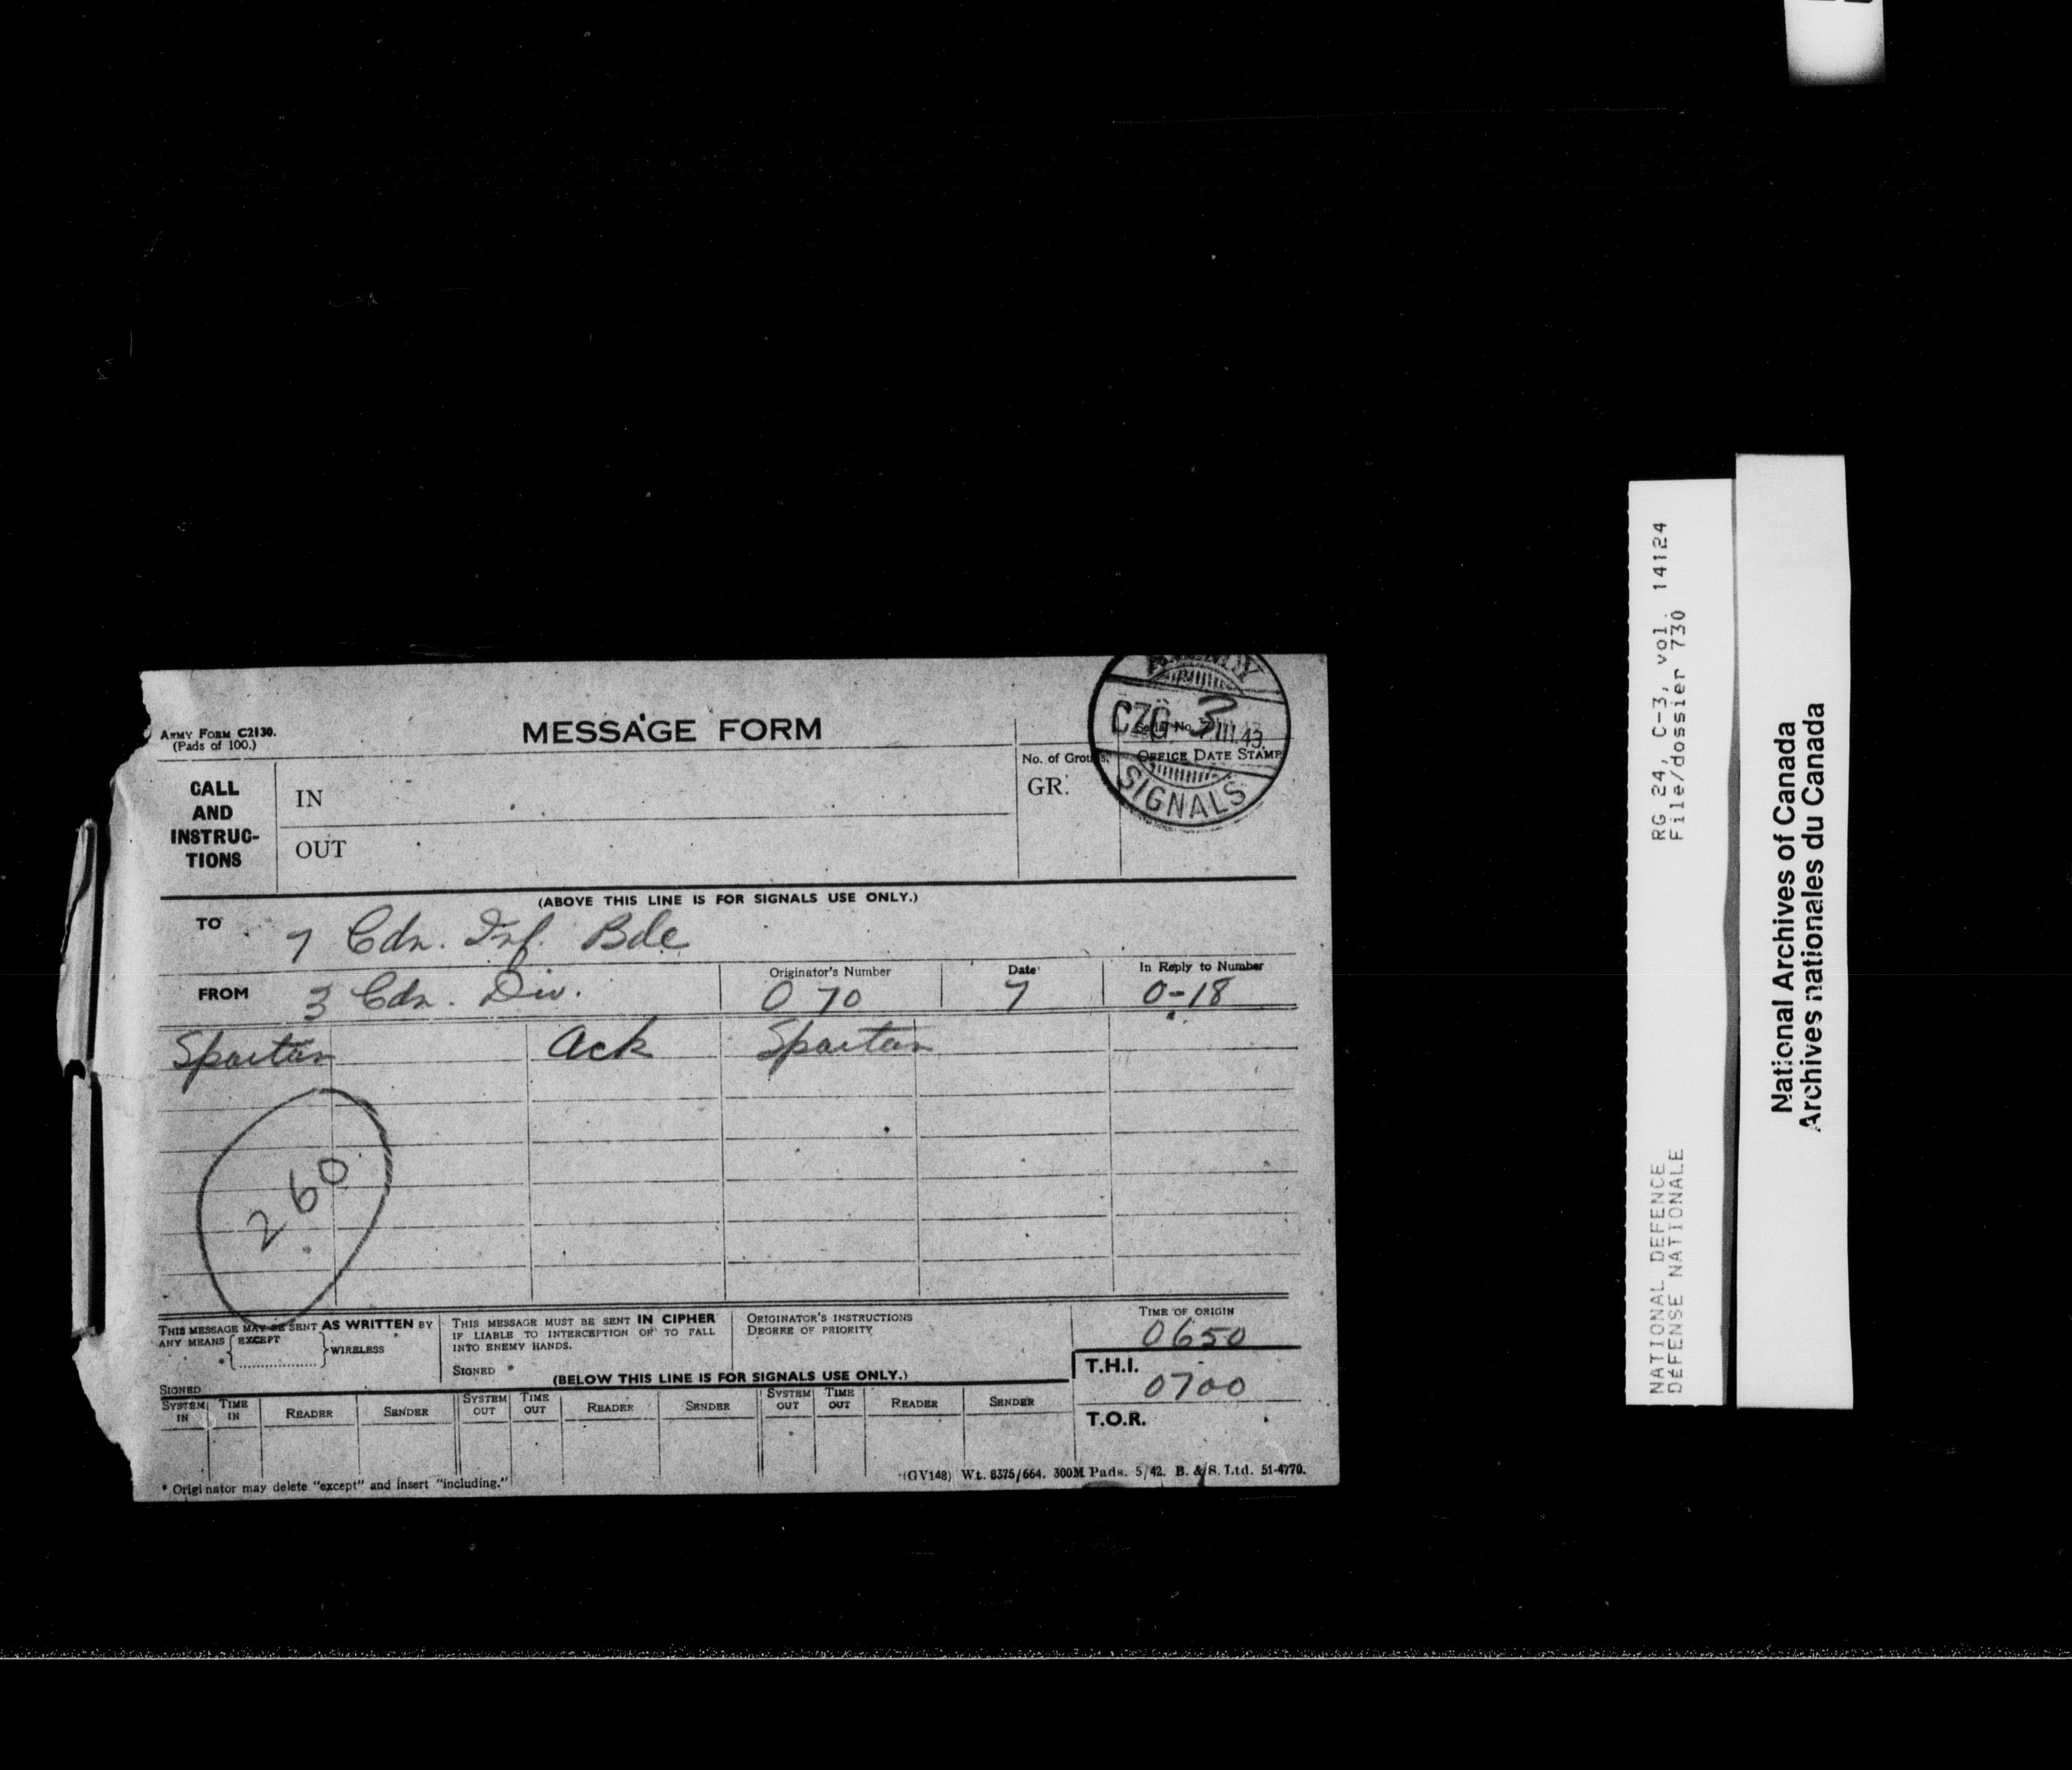 ARMY FORM C2130.
(Pads of 100.)
MESSAGE FORM
CZG 3
7 III.43
SIGNALS
No. of Groups
OFFICE DATE STAMP
GR.
CALL
AND
INSTRUC-
TIONS
IN
OUT
(ABOVE THIS LINE IS FOR SIGNALS USE ONLY.)
TO 7 Cdn. Inf. Bde
FROM 3 Cdn. Div. Originator's Number O 70 Date 7 In Reply to Number O-18
Spartan Ack Spartan
260
THIS MESSAGE MAY BE SENT AS WRITTEN BY
ANY MEANS EXCEPT WIRELESS
*
SIGNED
THIS MESSAGE MUST BE SENT IN CIPHER
IF LIABLE TO INTERCEPTION OR TO FALL
INTO ENEMY HANDS.
SIGNED *
ORIGINATOR'S INSTRUCTIONS
DEGREE OF PRIORITY
TIME OF ORIGIN
0650
(BELOW THIS LINE IS FOR SIGNALS USE ONLY.)
T.H.I.
0700
T.O.R.
SYSTEM IN TIME IN READER SENDER SYSTEM OUT TIME OUT READER SENDER SYSTEM OUT TIME OUT READER SENDER
* Originator may delete "except" and insert "including."
(GV148) Wt. 8375/664. 300M Pads. 5/42. B. & S. Ltd. 51-4770.
NATIONAL DEFENCE RG 24, C-3, vol. 14124
DEFENSE NATIONALE File/dossier 730
National Archives of Canada
Archives nationales du Canada